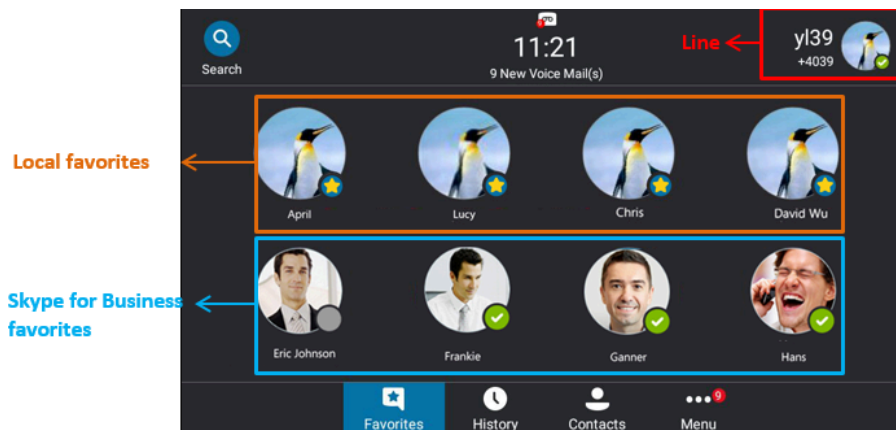 Search
11:21
9 New Voice Mail(s)
Line
yl39
+4039
Local favorites
April
Lucy
Chris
David Wu
Skype for Business
favorites
Eric Johnson
Frankie
Ganner
Hans
Favorites
History
Contacts
9
Menu